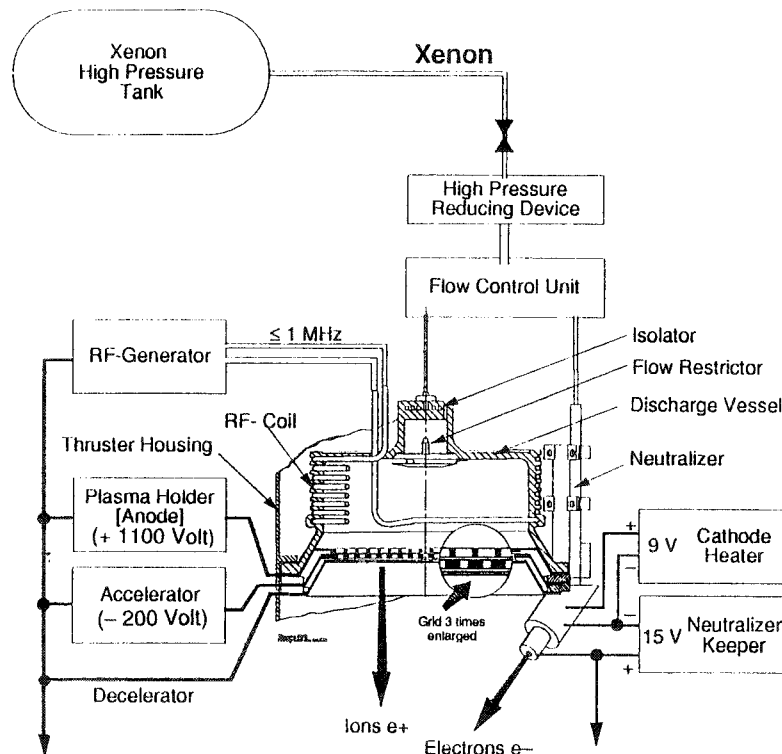 Xenon
High Pressure
Tank
Xenon
High Pressure
Reducing Device
Flow Control Unit
≤ 1 MHz
RF-Generator
Isolator
Flow Restrictor
RF- Coil
Discharge Vessel
Thruster Housing
Neutralizer
Plasma Holder
[Anode]
(+ 1100 Volt)
+
9 V
Cathode
Heater
−
Accelerator
(− 200 Volt)
Grid 3 times
enlarged
−
15 V
Neutralizer
Keeper
+
Decelerator
Ions e+
Electrons e−